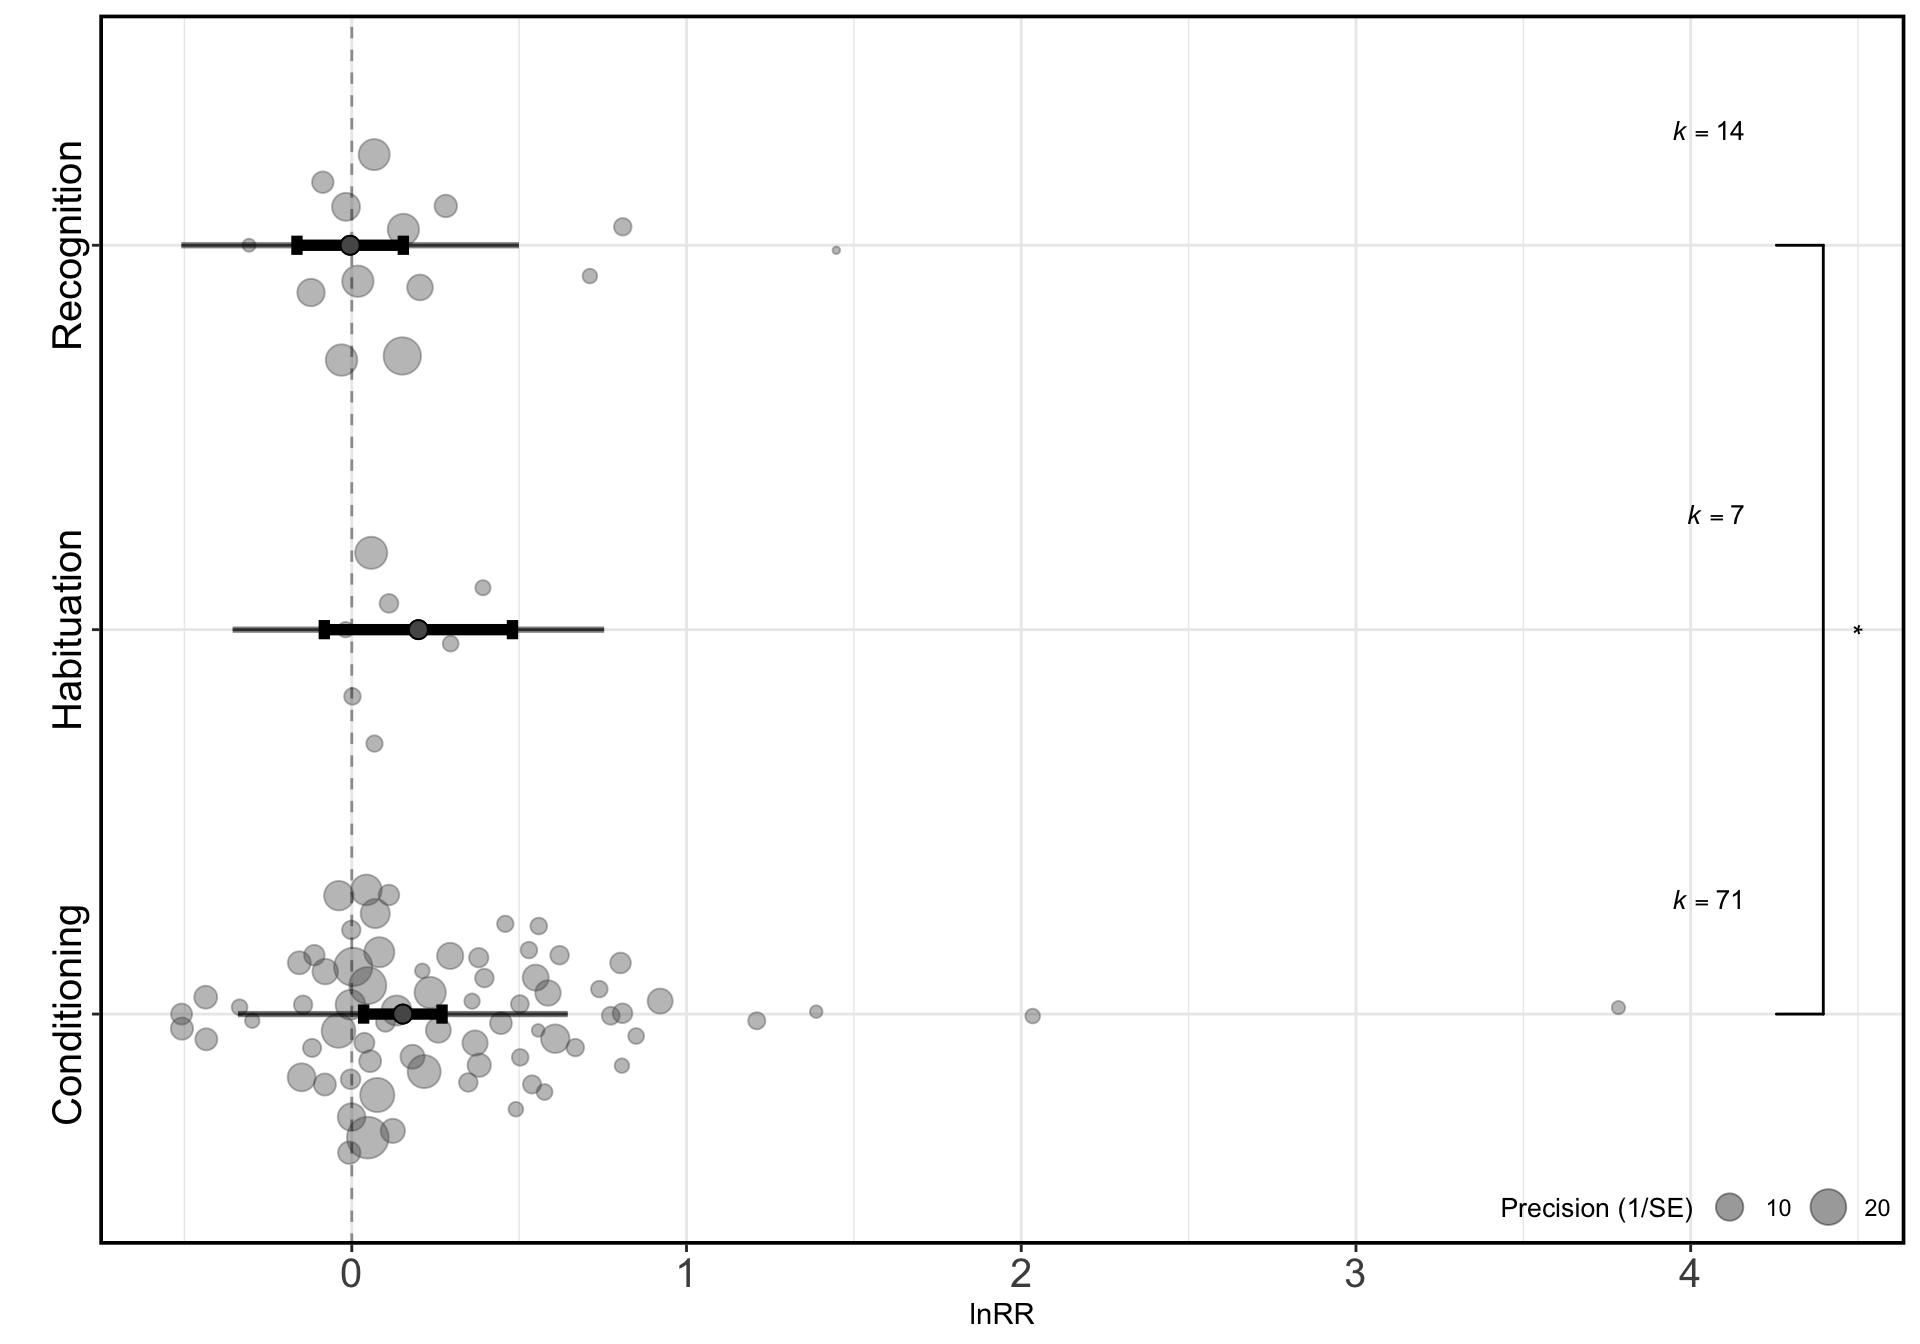 Recognition
k = 14
Habituation
k = 7
*
Conditioning
k = 71
Precision (1/SE) 10 20
0 1 2 3 4
lnRR